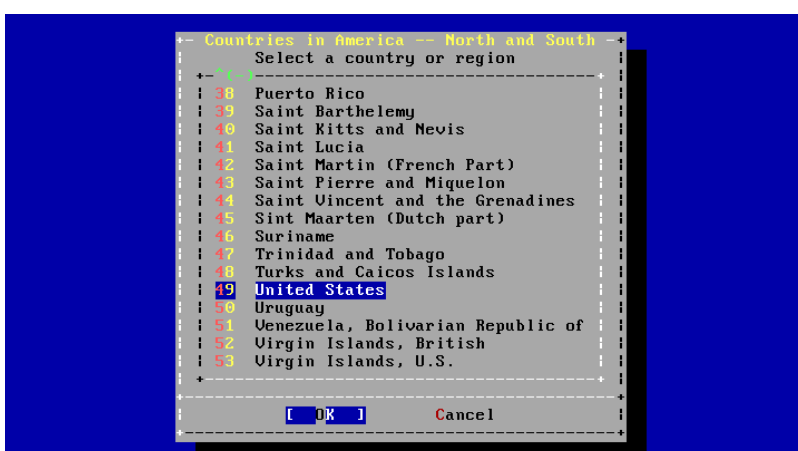 Countries in America -- North and South
Select a country or region
^(-)
38 Puerto Rico
39 Saint Barthelemy
40 Saint Kitts and Nevis
41 Saint Lucia
42 Saint Martin (French Part)
43 Saint Pierre and Miquelon
44 Saint Vincent and the Grenadines
45 Sint Maarten (Dutch part)
46 Suriname
47 Trinidad and Tobago
48 Turks and Caicos Islands
49 United States
50 Uruguay
51 Venezuela, Bolivarian Republic of
52 Virgin Islands, British
53 Virgin Islands, U.S.
[ OK ] Cancel